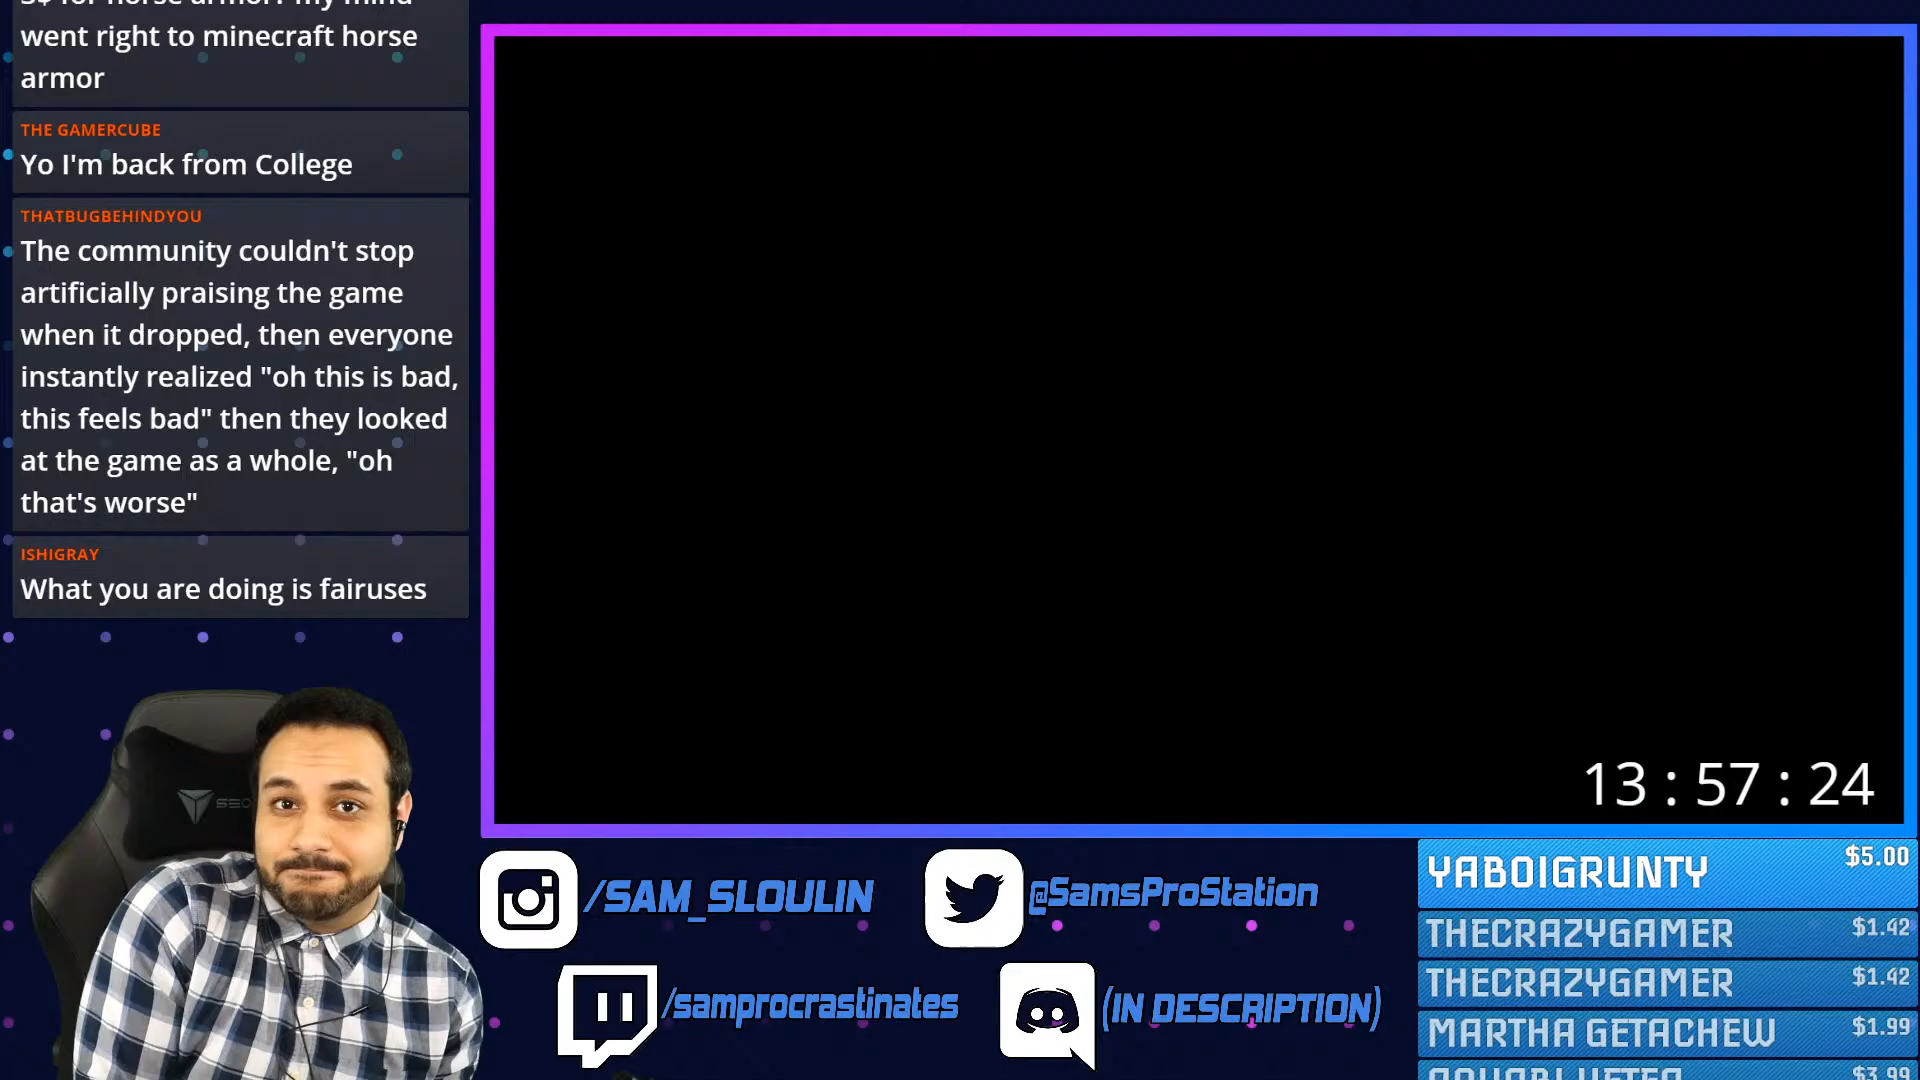 went right to minecraft horse
armor
THE GAMERCUBE
Yo I'm back from College
THATBUGBEHINDYOU
The community couldn't stop
artificially praising the game
when it dropped, then everyone
instantly realized "oh this is bad,
this feels bad" then they looked
at the game as a whole, "oh
that's worse"
ISHIGRAY
What you are doing is fairuses
13 : 57 : 24
/SAM_SLOULIN
@SamsProStation
/samprocrastinates
(IN DESCRIPTION)
YABOIGRUNTY $5.00
THECRAZYGAMER $1.42
THECRAZYGAMER $1.42
MARTHA GETACHEW $1.99
$3.99